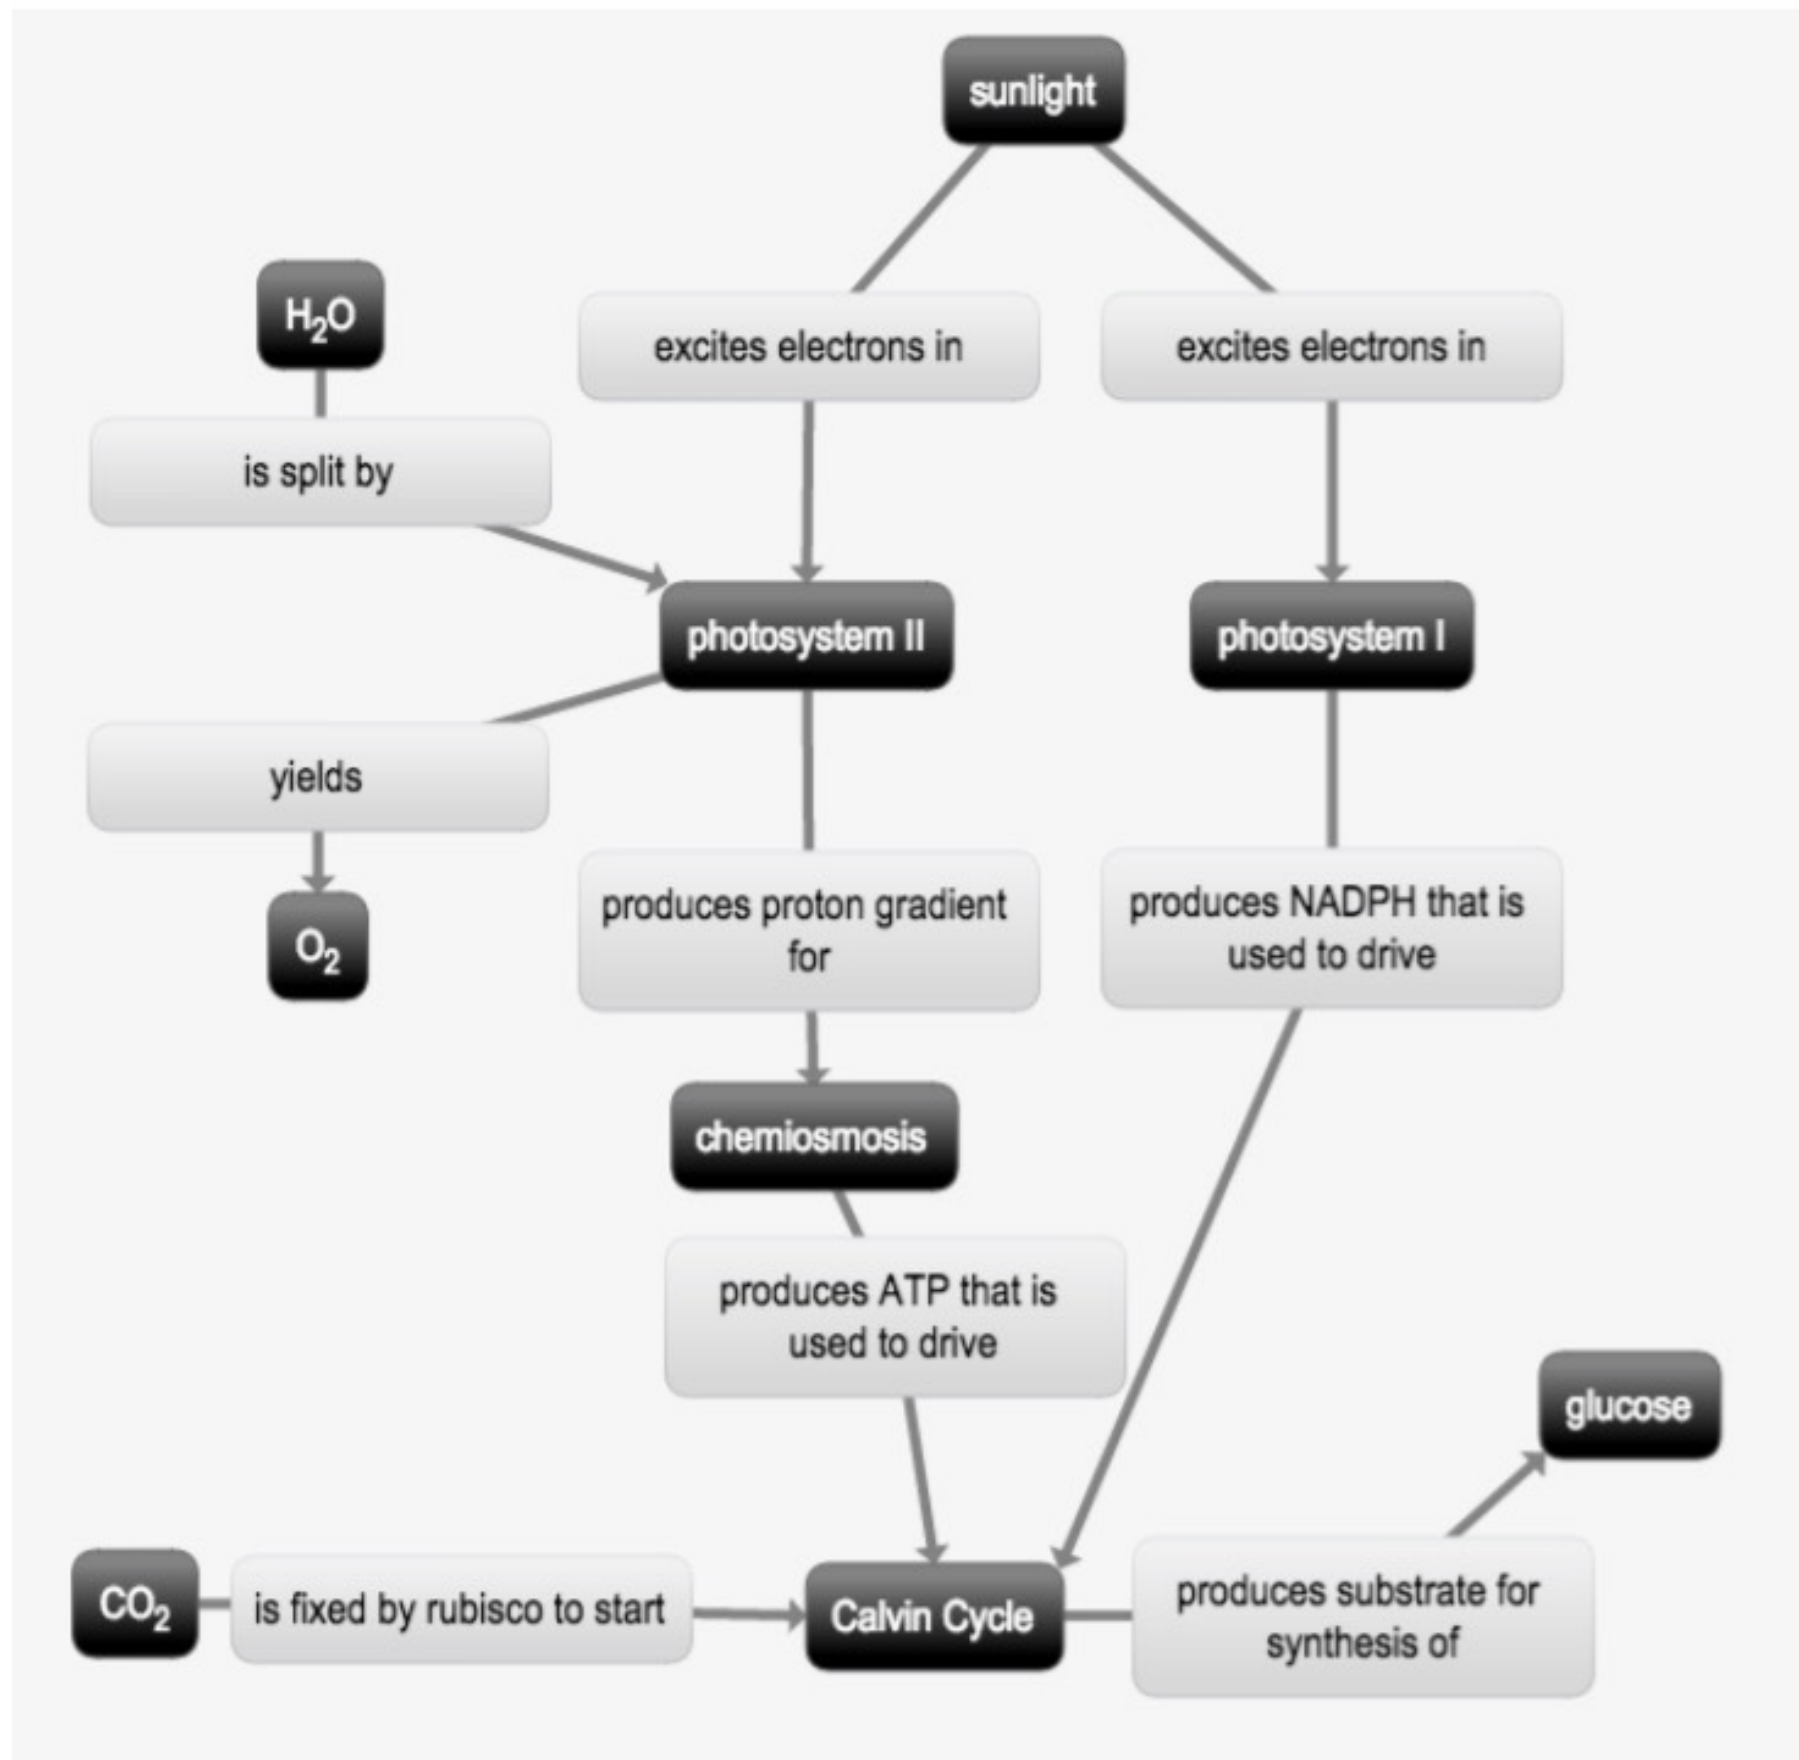 sunlight
H₂O
excites electrons in
excites electrons in
is split by
photosystem II
photosystem I
yields
produces proton gradient
for
produces NADPH that is
used to drive
O₂
chemiosmosis
produces ATP that is
used to drive
glucose
CO₂
is fixed by rubisco to start
Calvin Cycle
produces substrate for
synthesis of